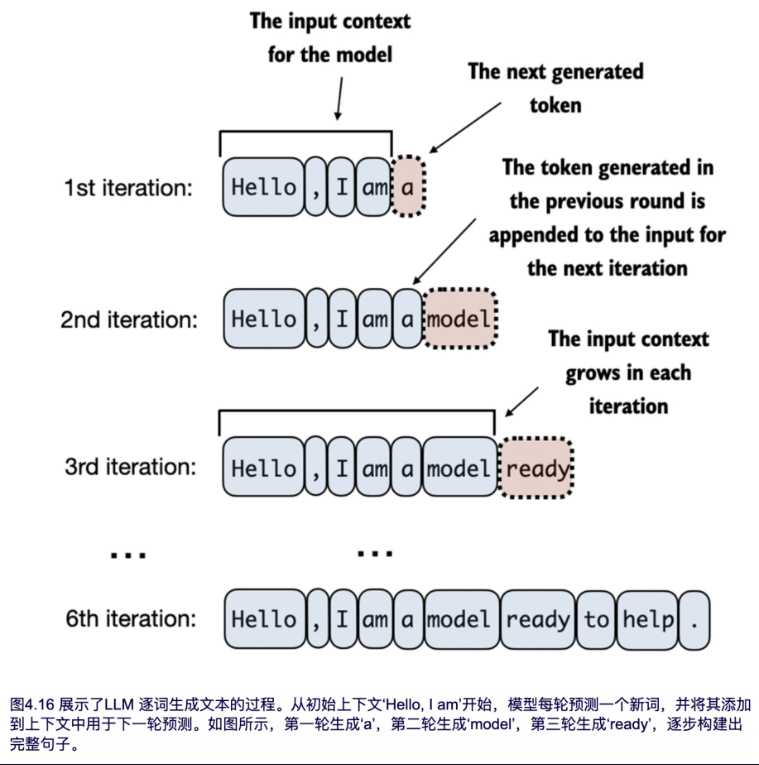 The input context
for the model
The next generated
token
1st iteration: Hello , I am a
The token generated in
the previous round is
appended to the input for
the next iteration
2nd iteration: Hello , I am a model
The input context
grows in each
iteration
3rd iteration: Hello , I am a model ready
... ...
6th iteration: Hello , I am a model ready to help .
图4.16 展示了LLM 逐词生成文本的过程。从初始上下文‘Hello, I am’开始，模型每轮预测一个新词，并将其添加
到上下文中用于下一轮预测。如图所示，第一轮生成‘a’，第二轮生成‘model’，第三轮生成‘ready’，逐步构建出
完整句子。